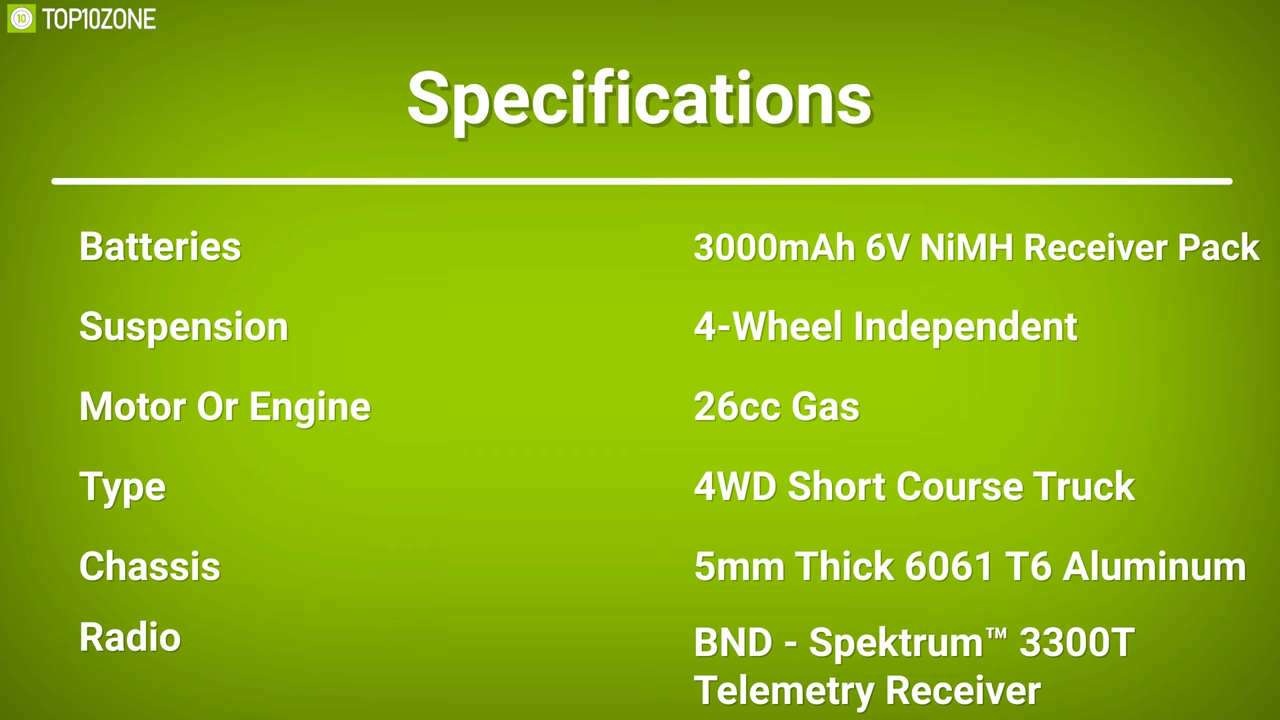 TOP10ZONE
Specifications
Batteries 3000mAh 6V NiMH Receiver Pack
Suspension 4-Wheel Independent
Motor Or Engine 26cc Gas
Type 4WD Short Course Truck
Chassis 5mm Thick 6061 T6 Aluminum
Radio BND - Spektrum™ 3300T
Telemetry Receiver